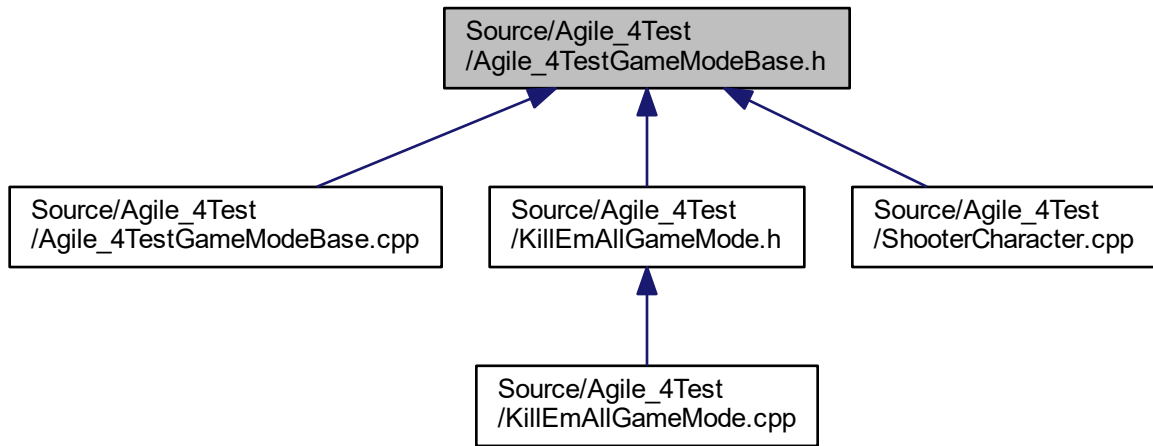 Source/Agile_4Test
/Agile_4TestGameModeBase.h
Source/Agile_4Test
/Agile_4TestGameModeBase.cpp
Source/Agile_4Test
/KillEmAllGameMode.h
Source/Agile_4Test
/ShooterCharacter.cpp
Source/Agile_4Test
/KillEmAllGameMode.cpp